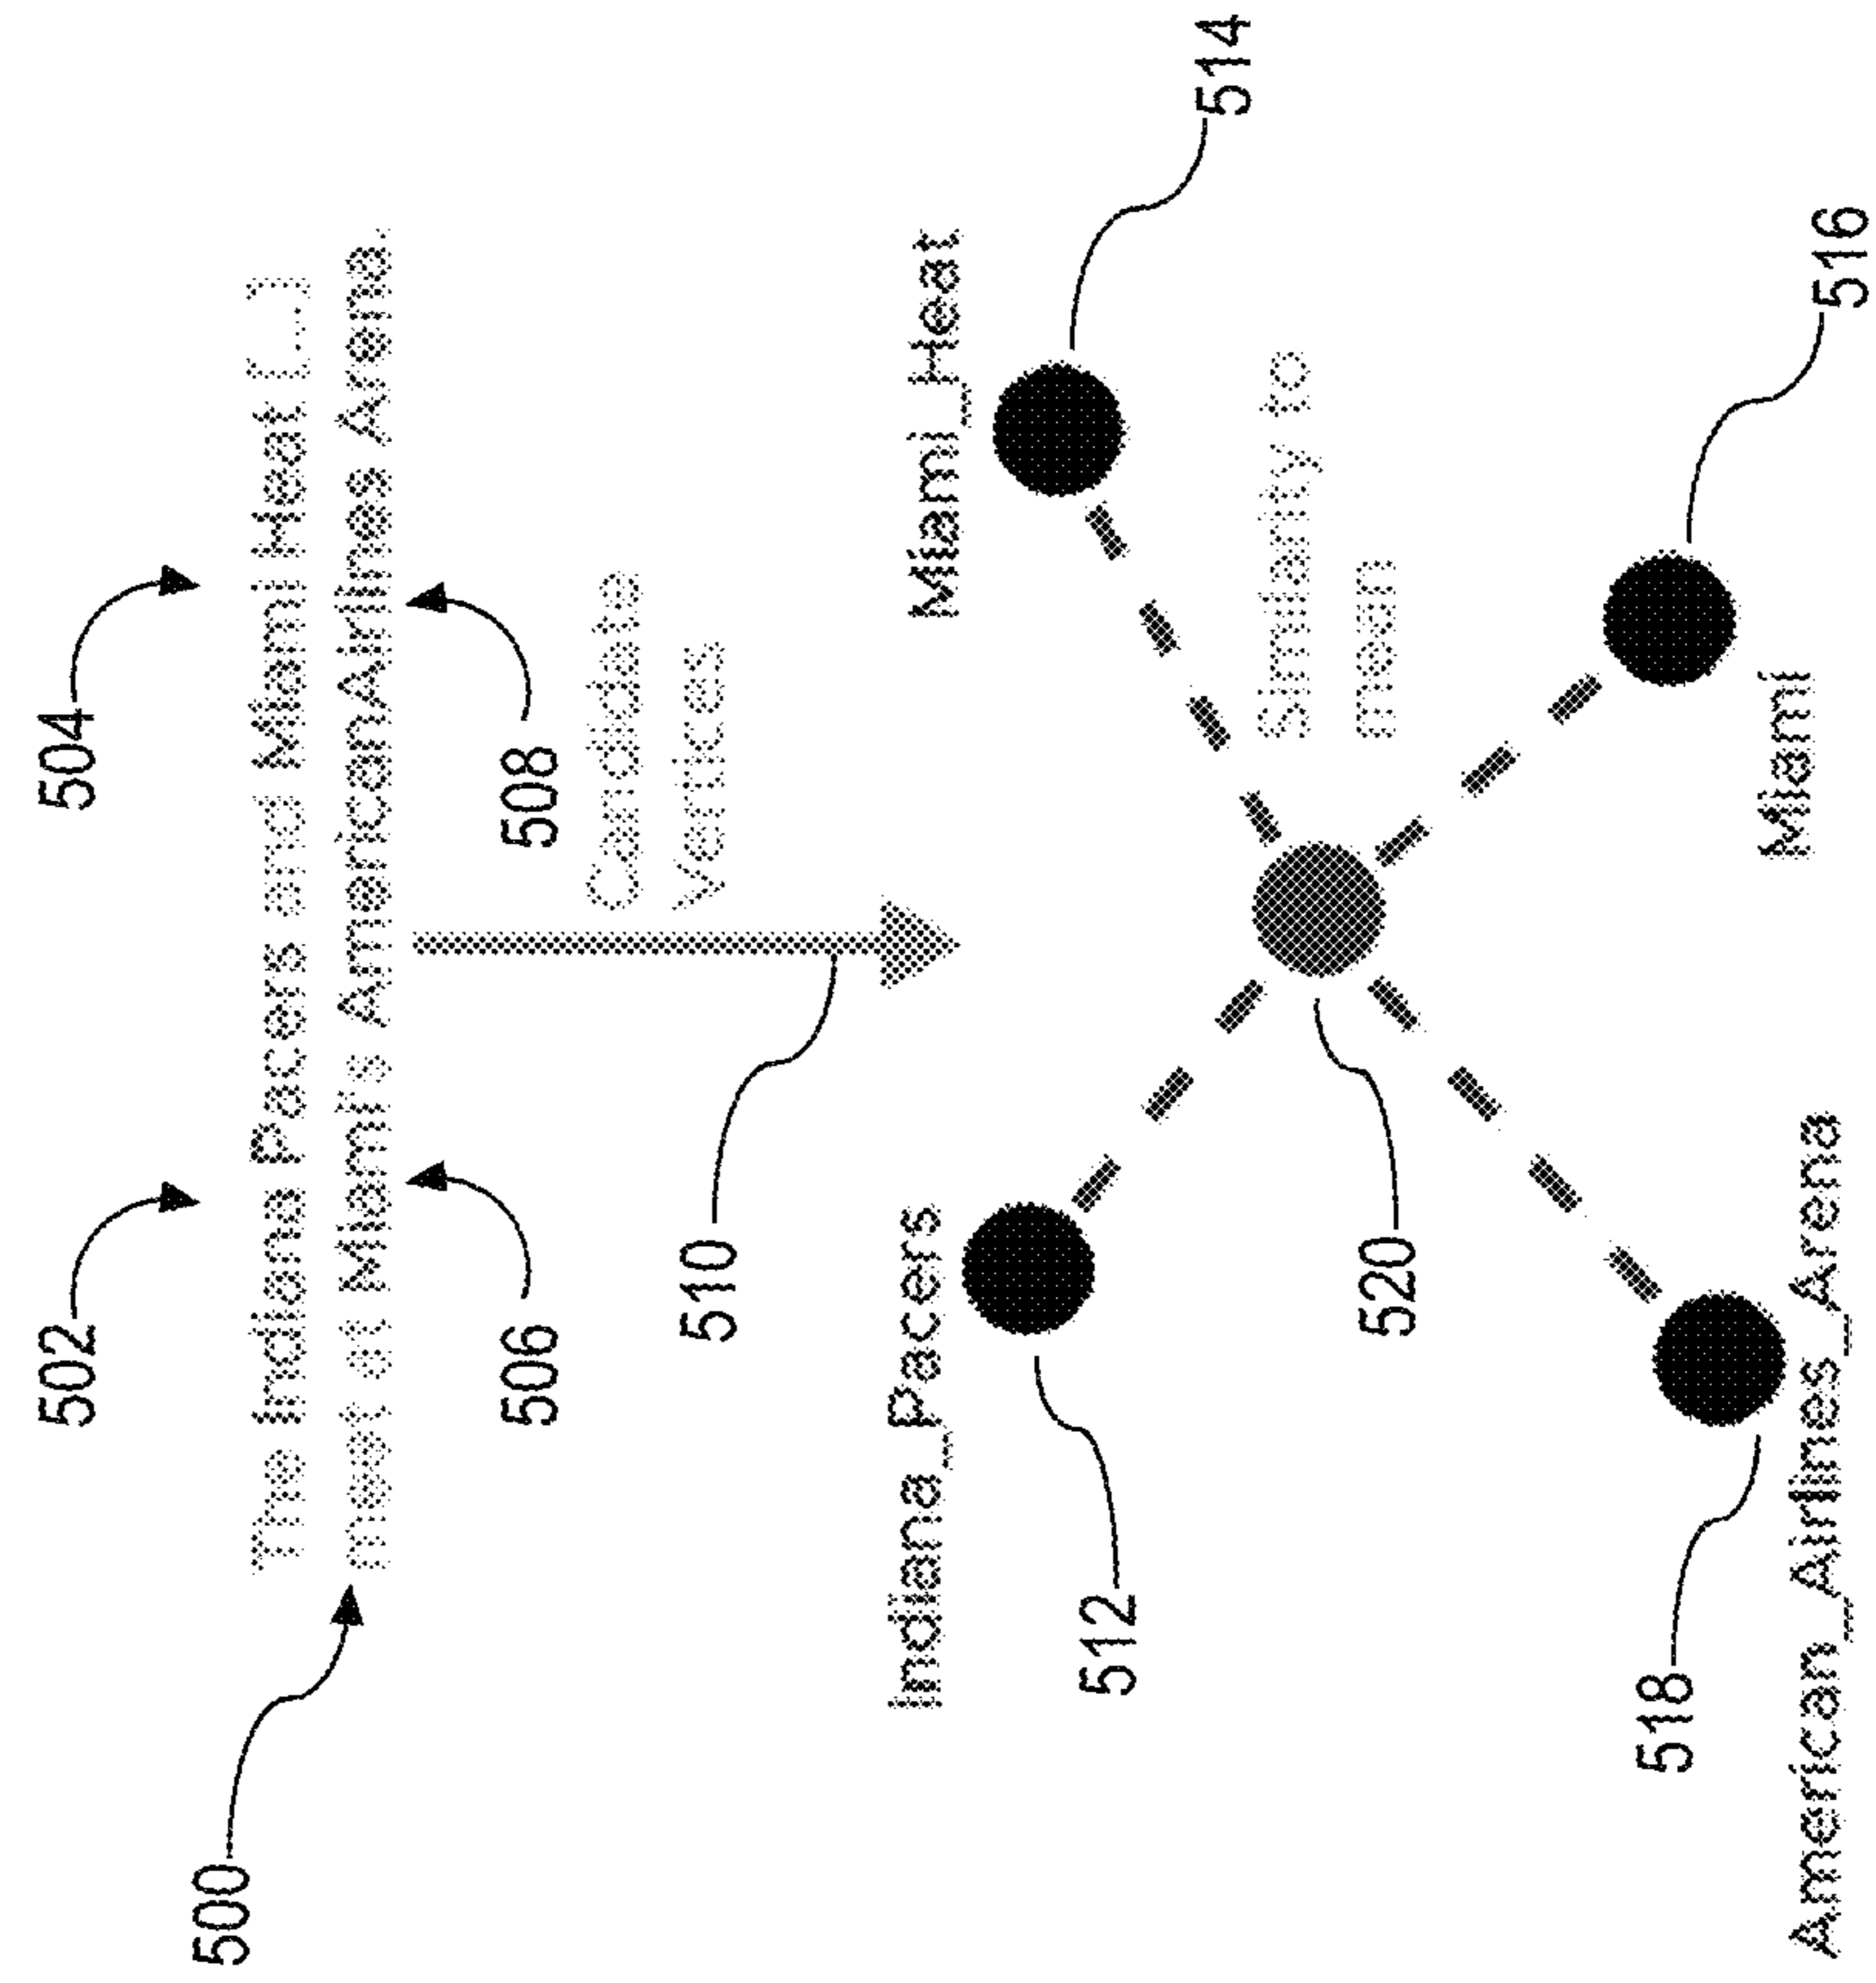 502
504
500
The Indiana Pacers and Miami Heat [...]
meet at Miami's AmericanAirlines Arena.
506
508
510
Candidate
vertices
Indiana_Pacers
Miami_Heat
512
514
Similarity to
mean
520
518
516
Miami
American_Airlines_Arena